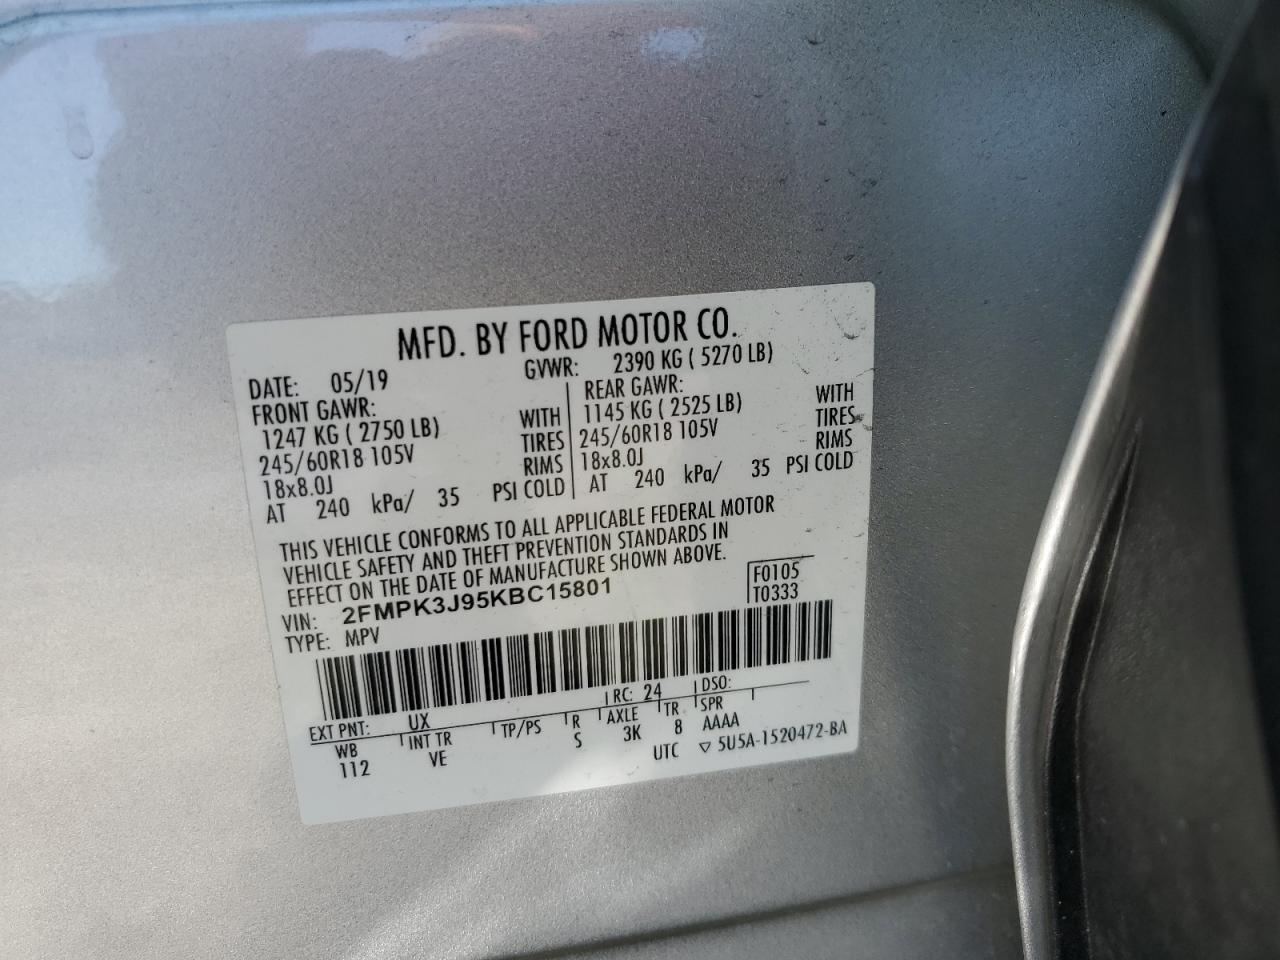 MFD. BY FORD MOTOR CO.
DATE: 05/19 GVWR: 2390 KG ( 5270 LB)
FRONT GAWR: REAR GAWR:
1247 KG ( 2750 LB) WITH 1145 KG ( 2525 LB) WITH
245/60R18 105V TIRES 245/60R18 105V TIRES
18x8.0J RIMS 18x8.0J RIMS
AT 240 kPa/ 35 PSI COLD AT 240 kPa/ 35 PSI COLD
THIS VEHICLE CONFORMS TO ALL APPLICABLE FEDERAL MOTOR
VEHICLE SAFETY AND THEFT PREVENTION STANDARDS IN
EFFECT ON THE DATE OF MANUFACTURE SHOWN ABOVE.
VIN: 2FMPK3J95KBC15801 F0105
TYPE: MPV T0333
EXT PNT: UX RC: 24 DSO:
WB INT TR TP/PS R AXLE TR SPR
112 VE S 3K 8 AAAA
UTC ▽ 5U5A-1520472-BA